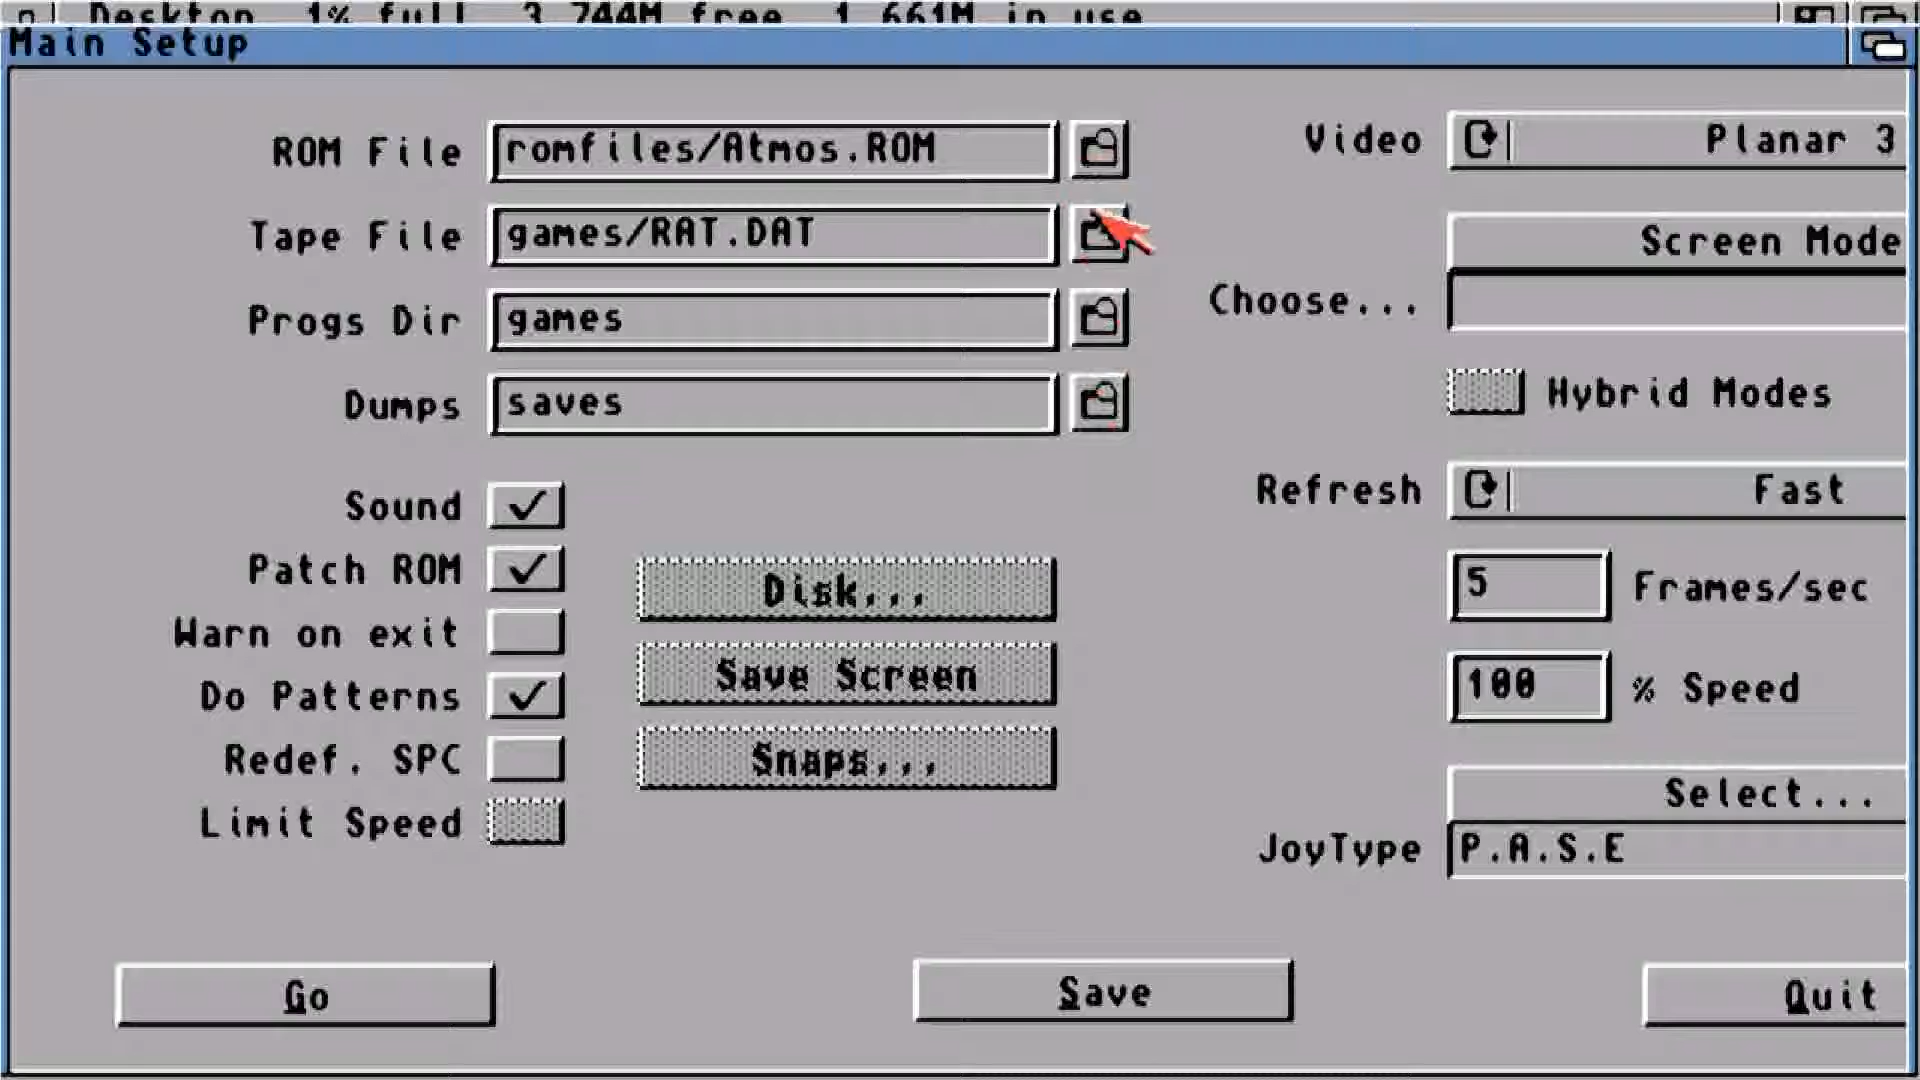 Desktop 1% full, 3,744M free, 1,661M in use
Main Setup
ROM File romfiles/Atmos.ROM
Tape File games/RAT.DAT
Progs Dir games
Dumps saves
Sound
Patch ROM
Warn on exit
Do Patterns
Redef. SPC
Limit Speed
Disk...
Save Screen
Snaps...
Video Planar 3
Screen Mode
Choose...
Hybrid Modes
Refresh Fast
5 Frames/sec
100 % Speed
Select...
JoyType P.A.S.E
Go
Save
Quit